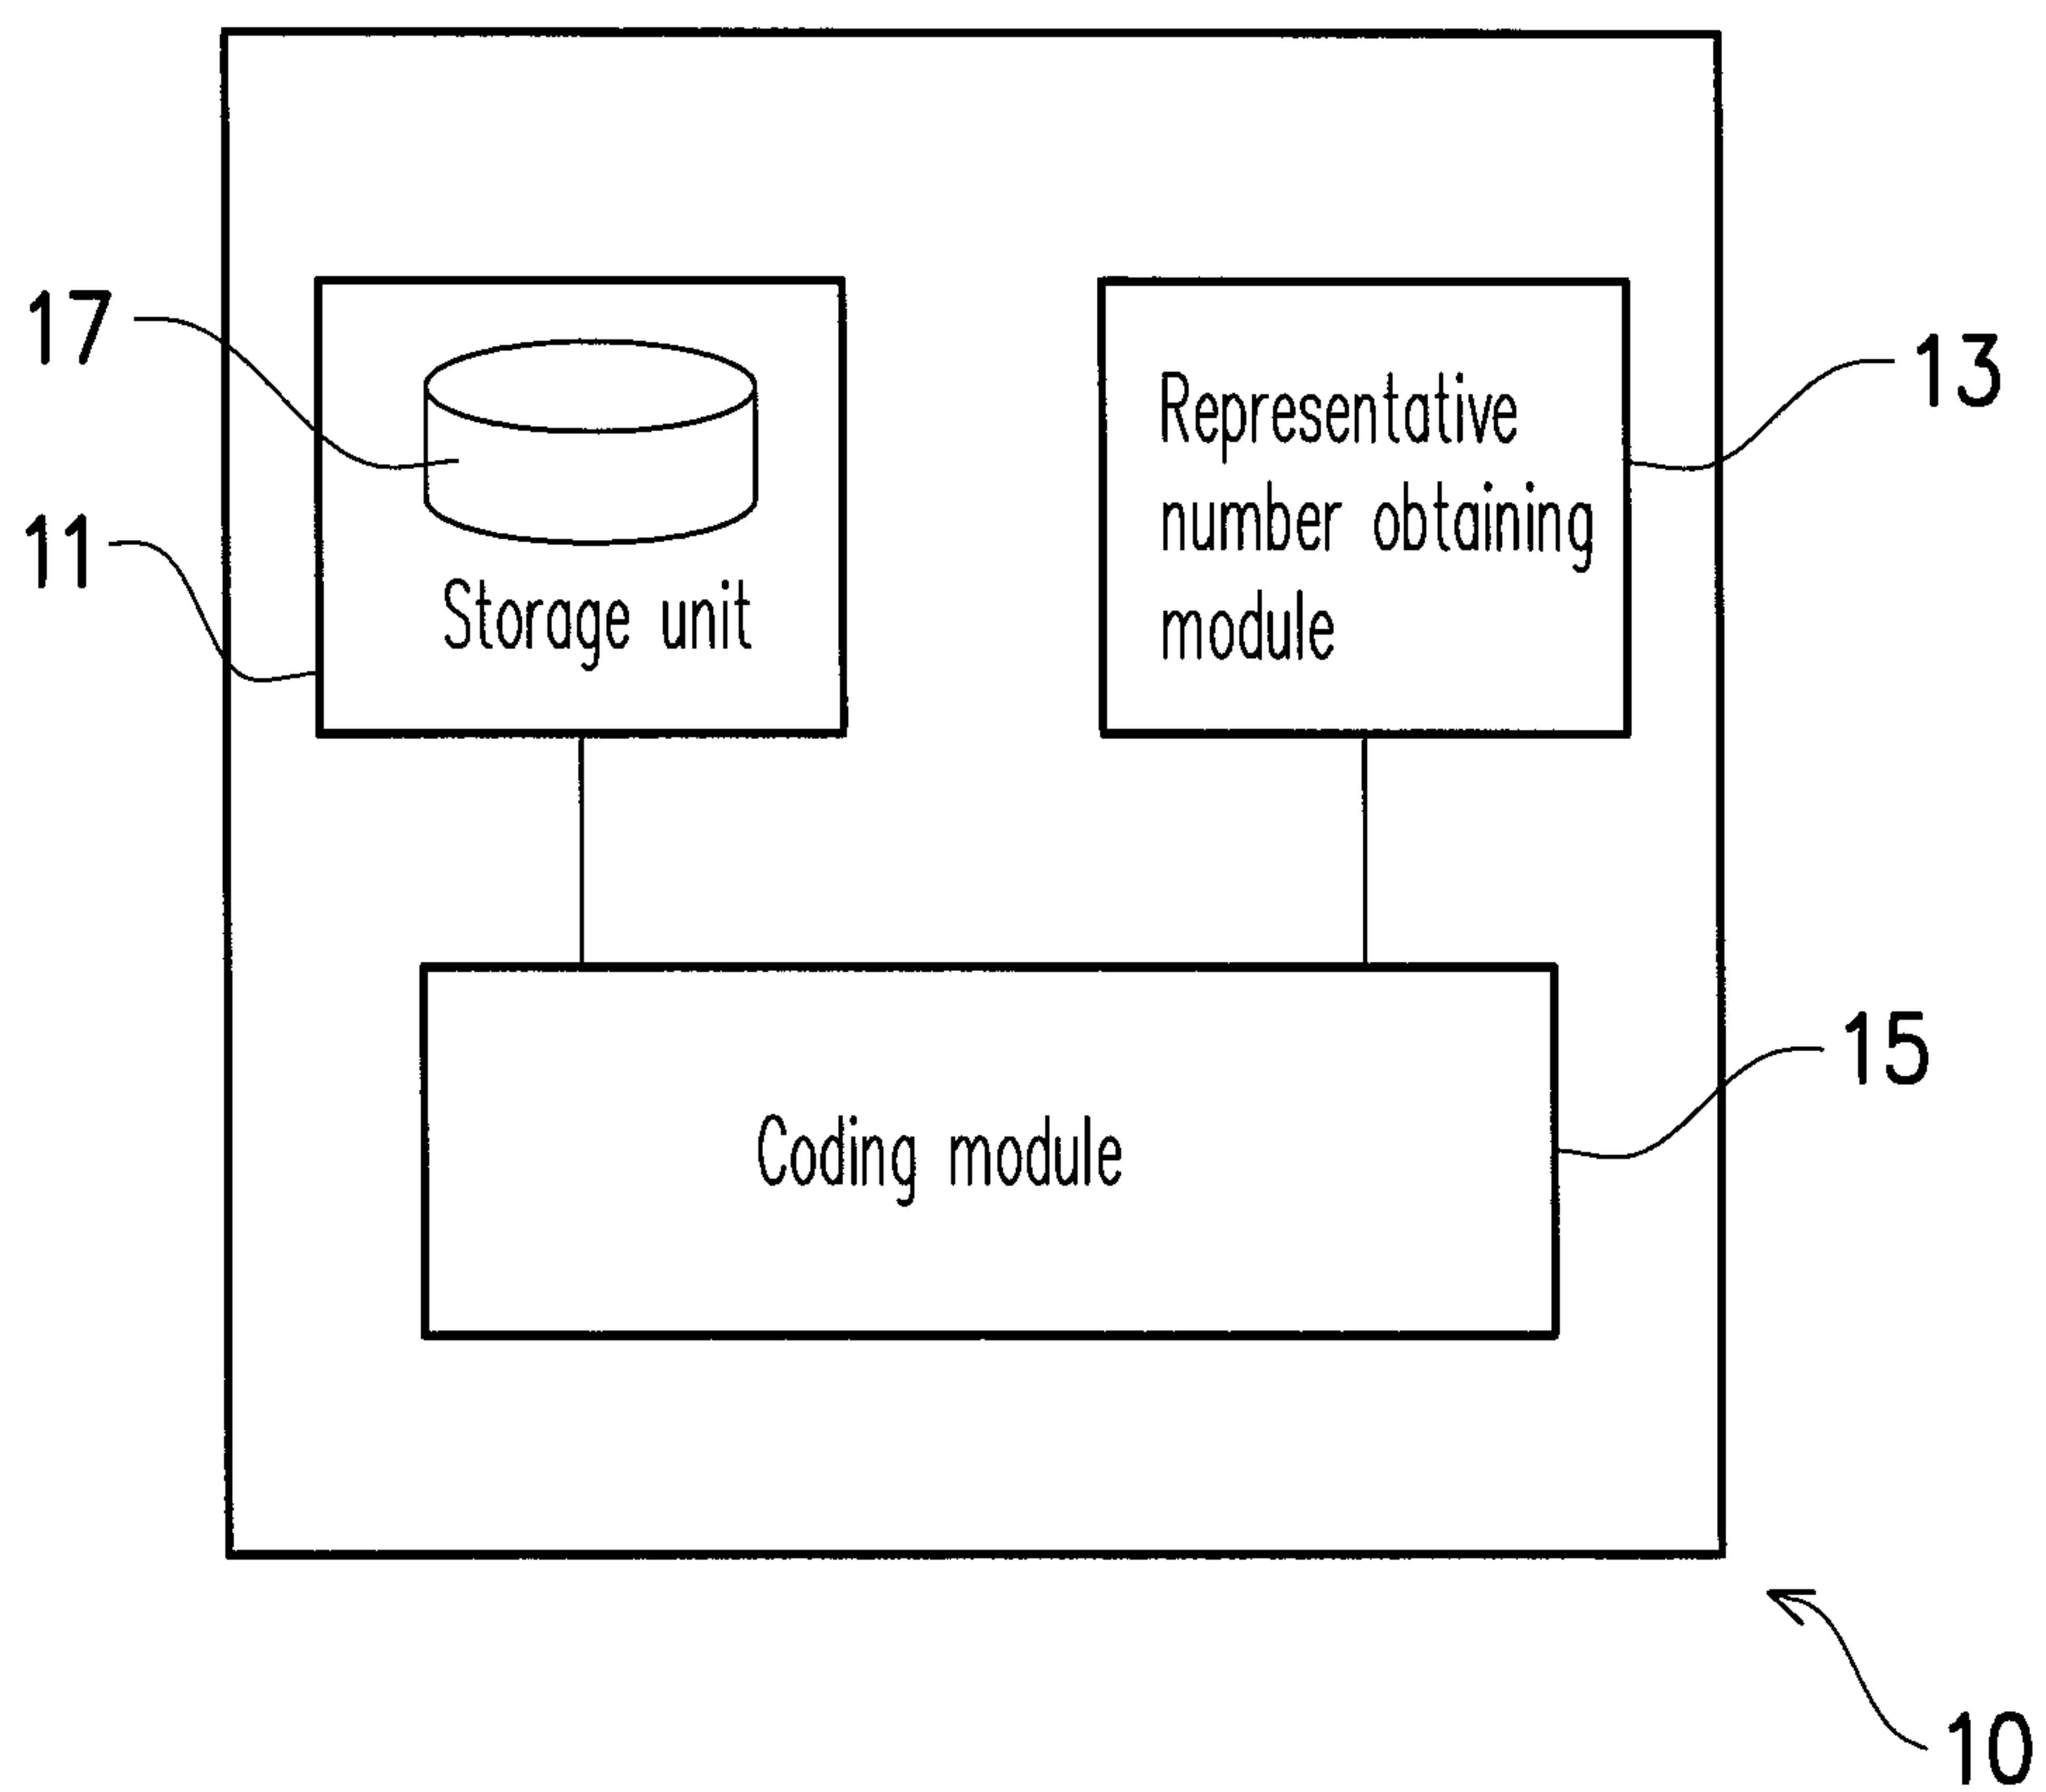 17
11
Storage unit
Representative
number obtaining
module
13
Coding module
15
10